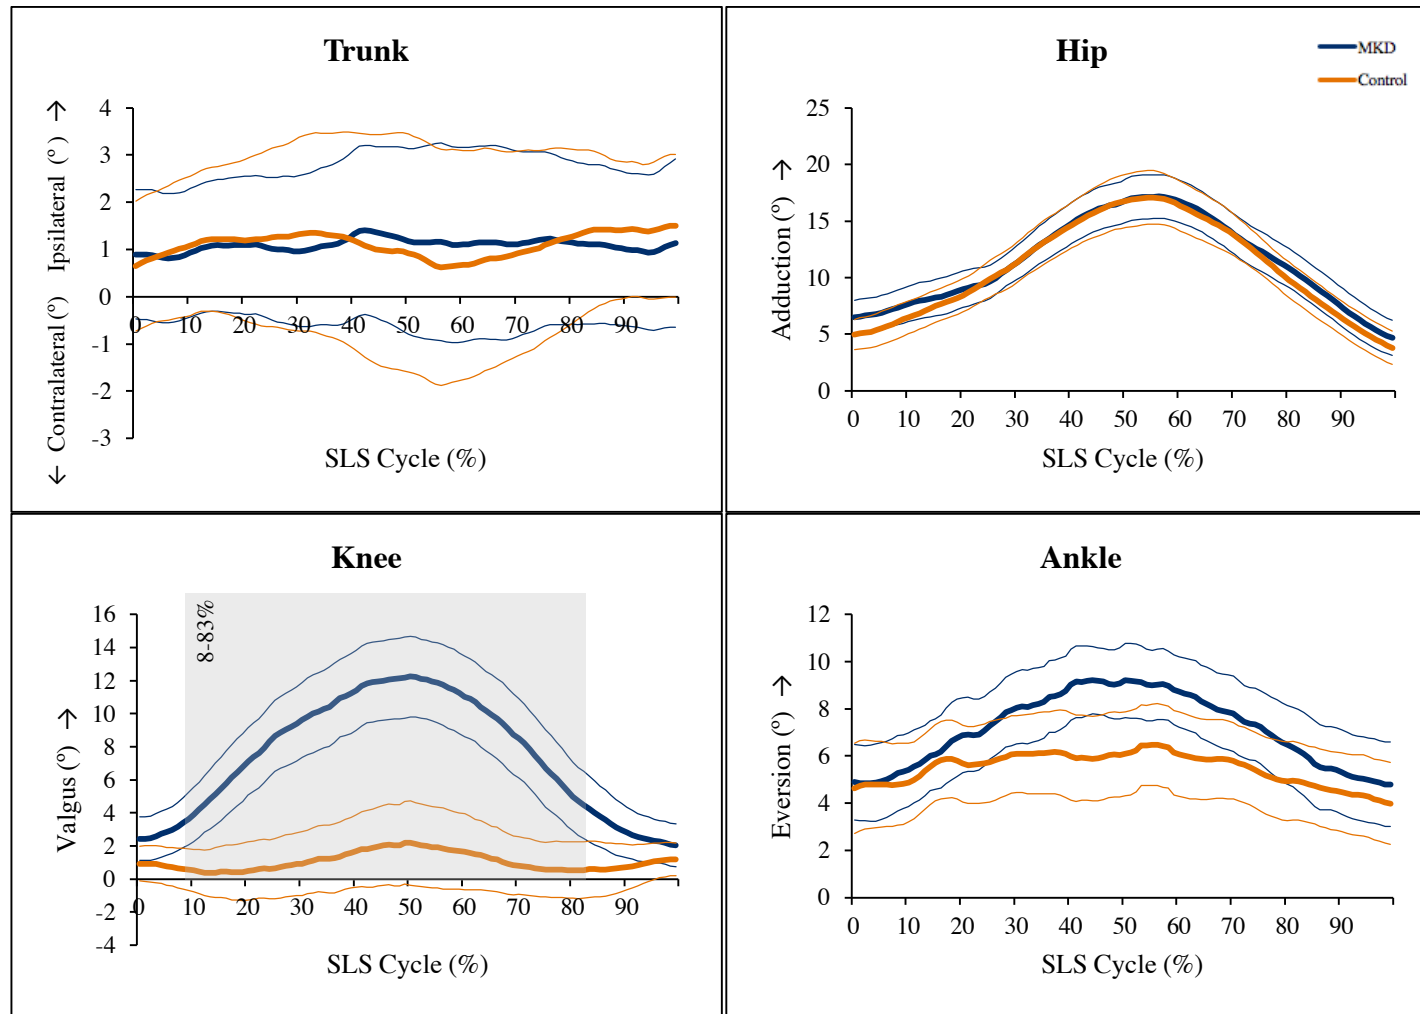 Trunk
← Contralateral (º) Ipsilateral (º) →
4
3
2
1
0
-1
-2
-3
0 10 20 30 40 50 60 70 80 90
SLS Cycle (%)
Hip
MKD
Control
Adduction (º) →
25
20
15
10
5
0
0 10 20 30 40 50 60 70 80 90
SLS Cycle (%)
Knee
Valgus (º) →
8-83%
16
14
12
10
8
6
4
2
0
-2
-4
0 10 20 30 40 50 60 70 80 90
SLS Cycle (%)
Ankle
Eversion (º) →
12
10
8
6
4
2
0
0 10 20 30 40 50 60 70 80 90
SLS Cycle (%)